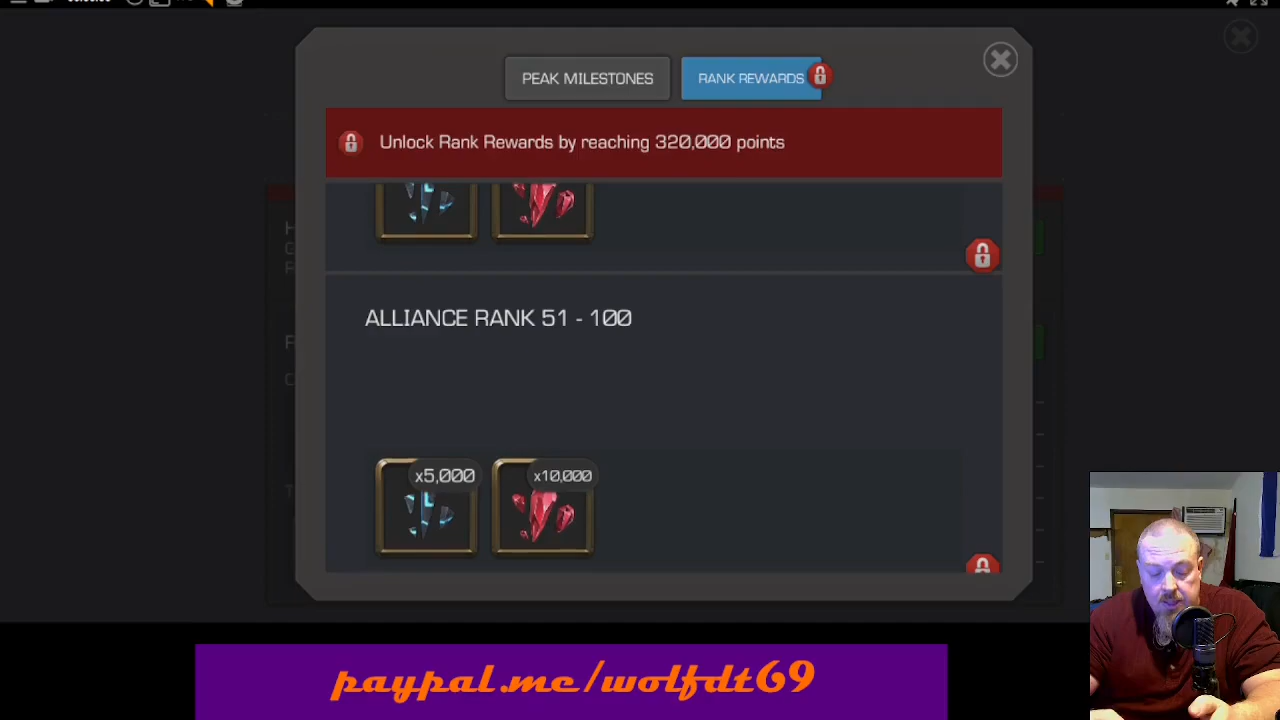 PEAK MILESTONES
RANK REWARDS
Unlock Rank Rewards by reaching 320,000 points
ALLIANCE RANK 51 - 100
x5,000
x10,000
paypal.me/wolfdt69